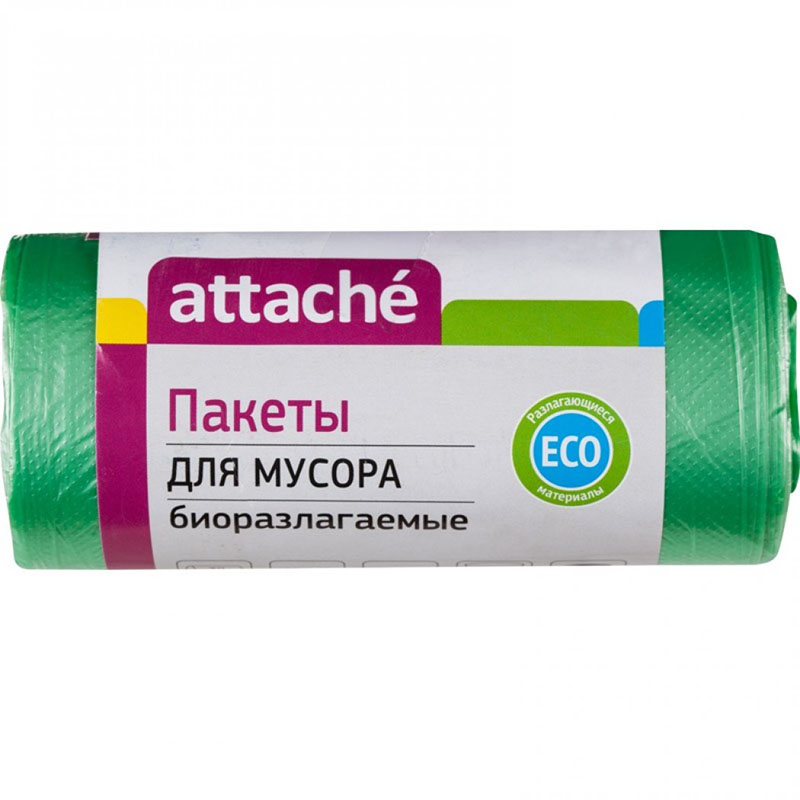 attaché
Пакеты
ДЛЯ МУСОРА
биоразлагаемые
Разлагающиеся
ECO
материалы